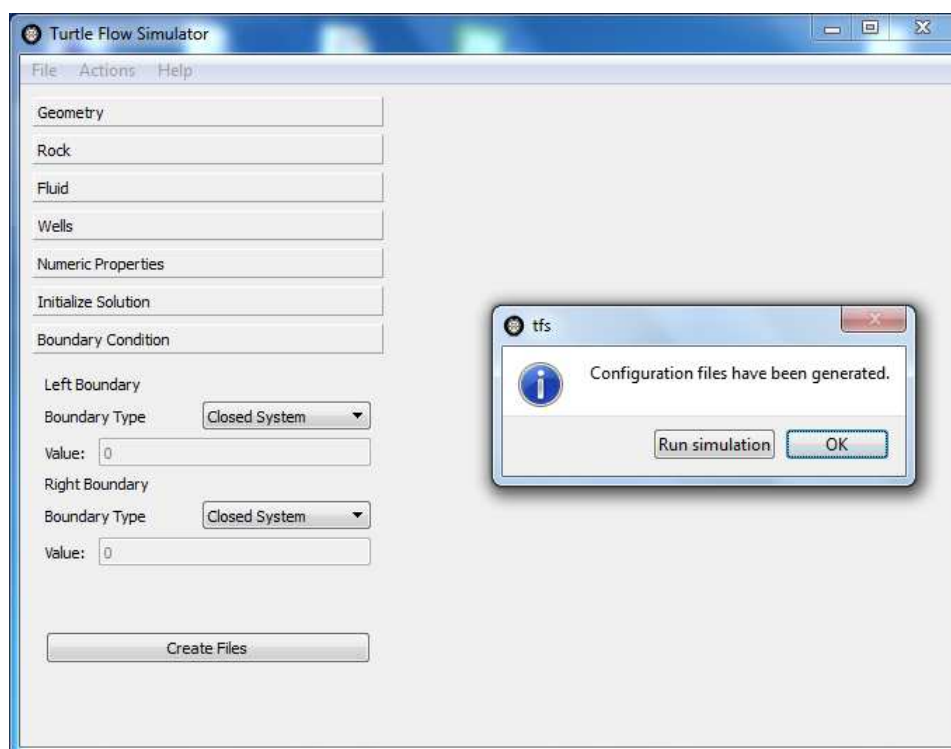 Turtle Flow Simulator
File Actions Help
Geometry
Rock
Fluid
Wells
Numeric Properties
Initialize Solution
Boundary Condition
Left Boundary
Boundary Type Closed System
Value: 0
Right Boundary
Boundary Type Closed System
Value: 0
Create Files
tfs
Configuration files have been generated.
Run simulation OK